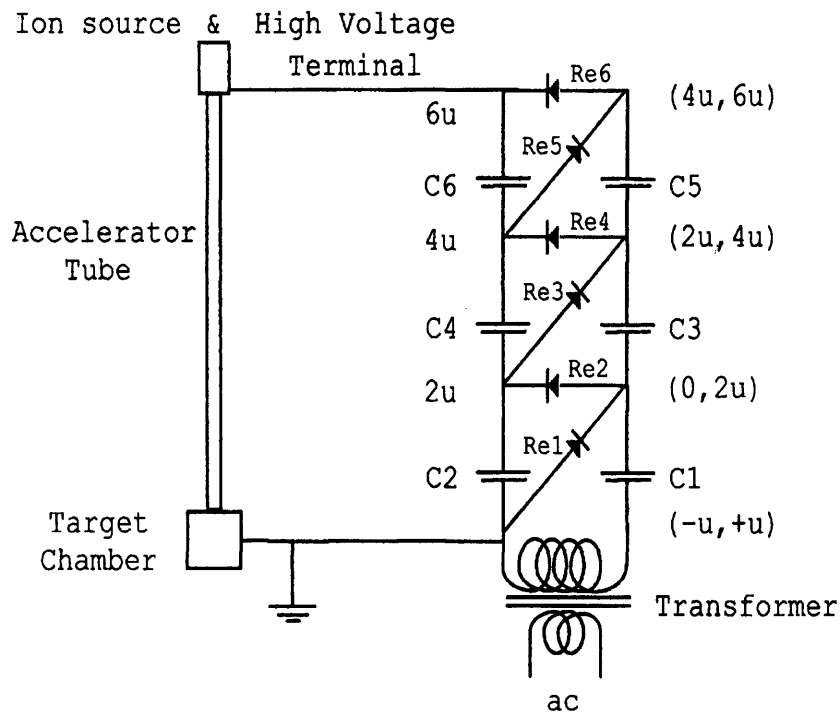 Ion source & High Voltage
Terminal
Re6
(4u,6u)
6u
Re5
C6
C5
Accelerator
Tube
Re4
4u
(2u,4u)
Re3
C4
C3
Re2
2u
(0,2u)
Re1
C2
C1
Target
Chamber
(-u,+u)
Transformer
ac